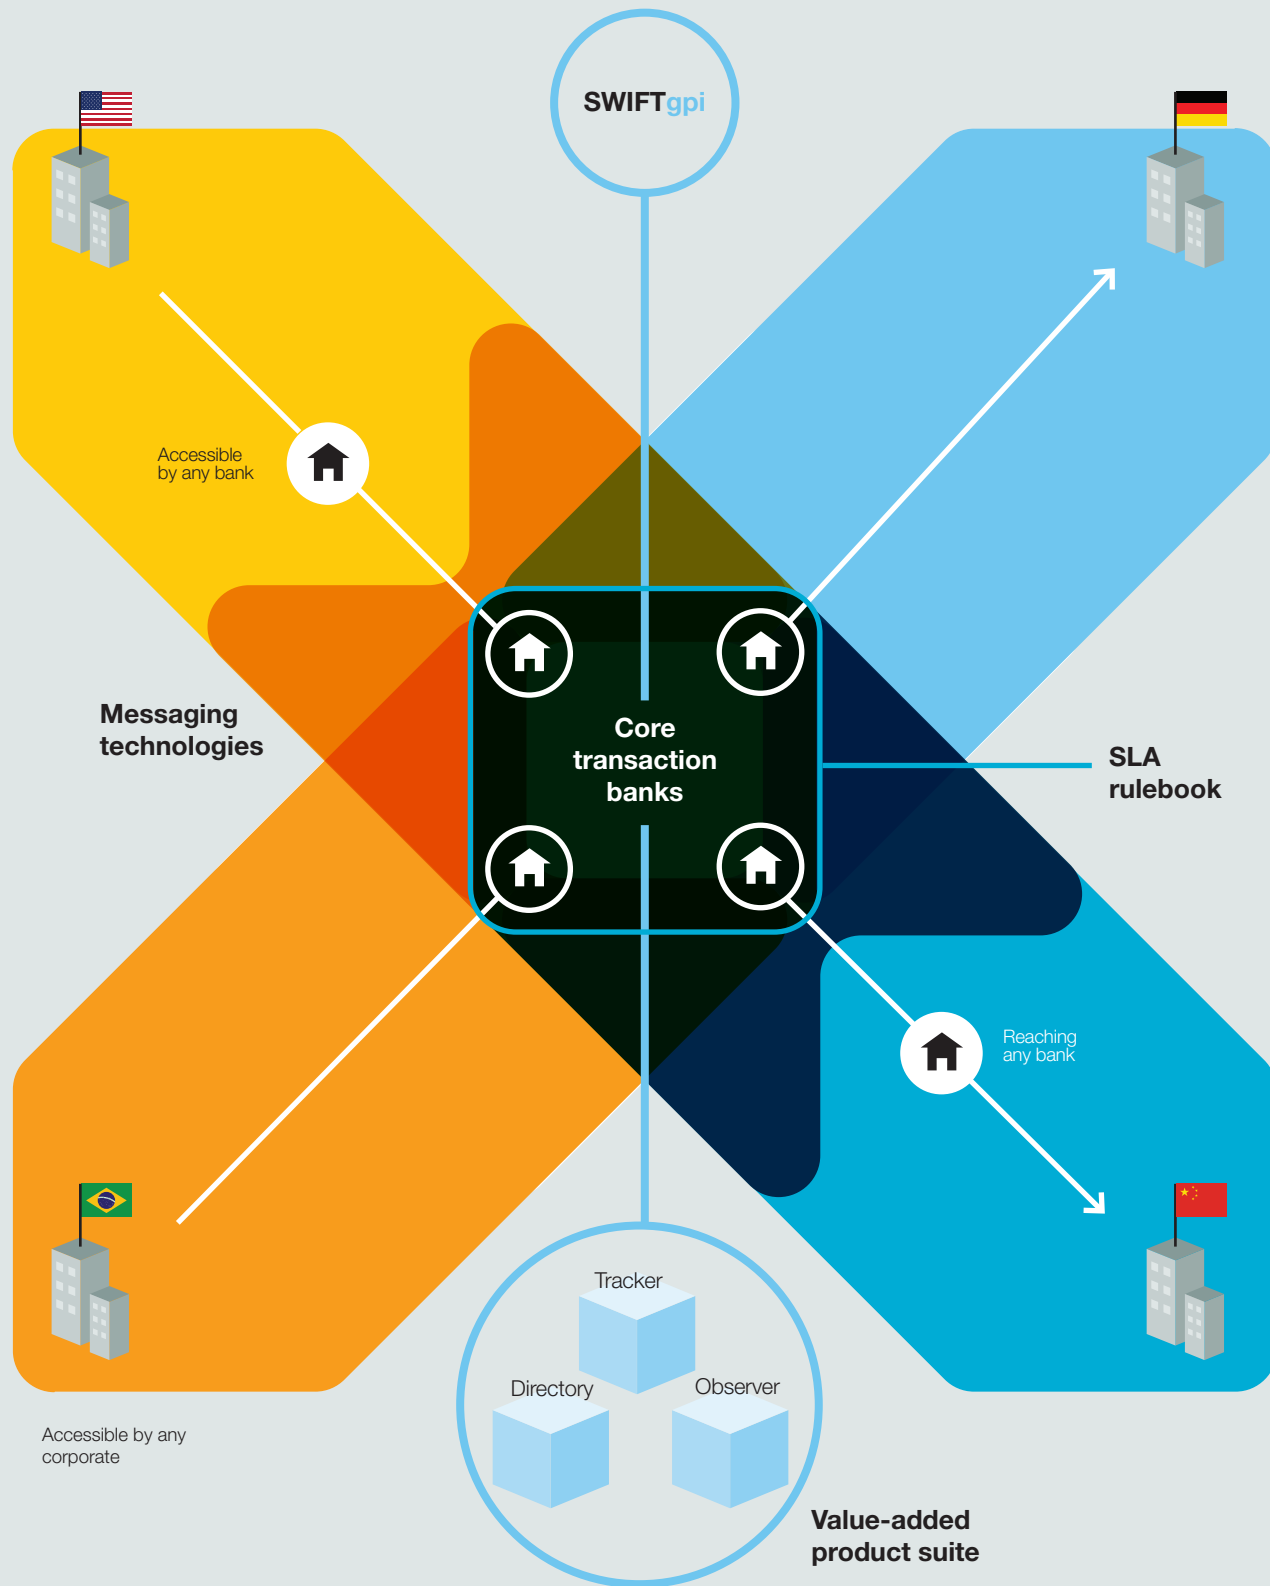 SWIFTgpi
Accessible
by any bank
Messaging
technologies
Core
transaction
banks
SLA
rulebook
Reaching
any bank
Tracker
Directory
Observer
Accessible by any
corporate
Value-added
product suite